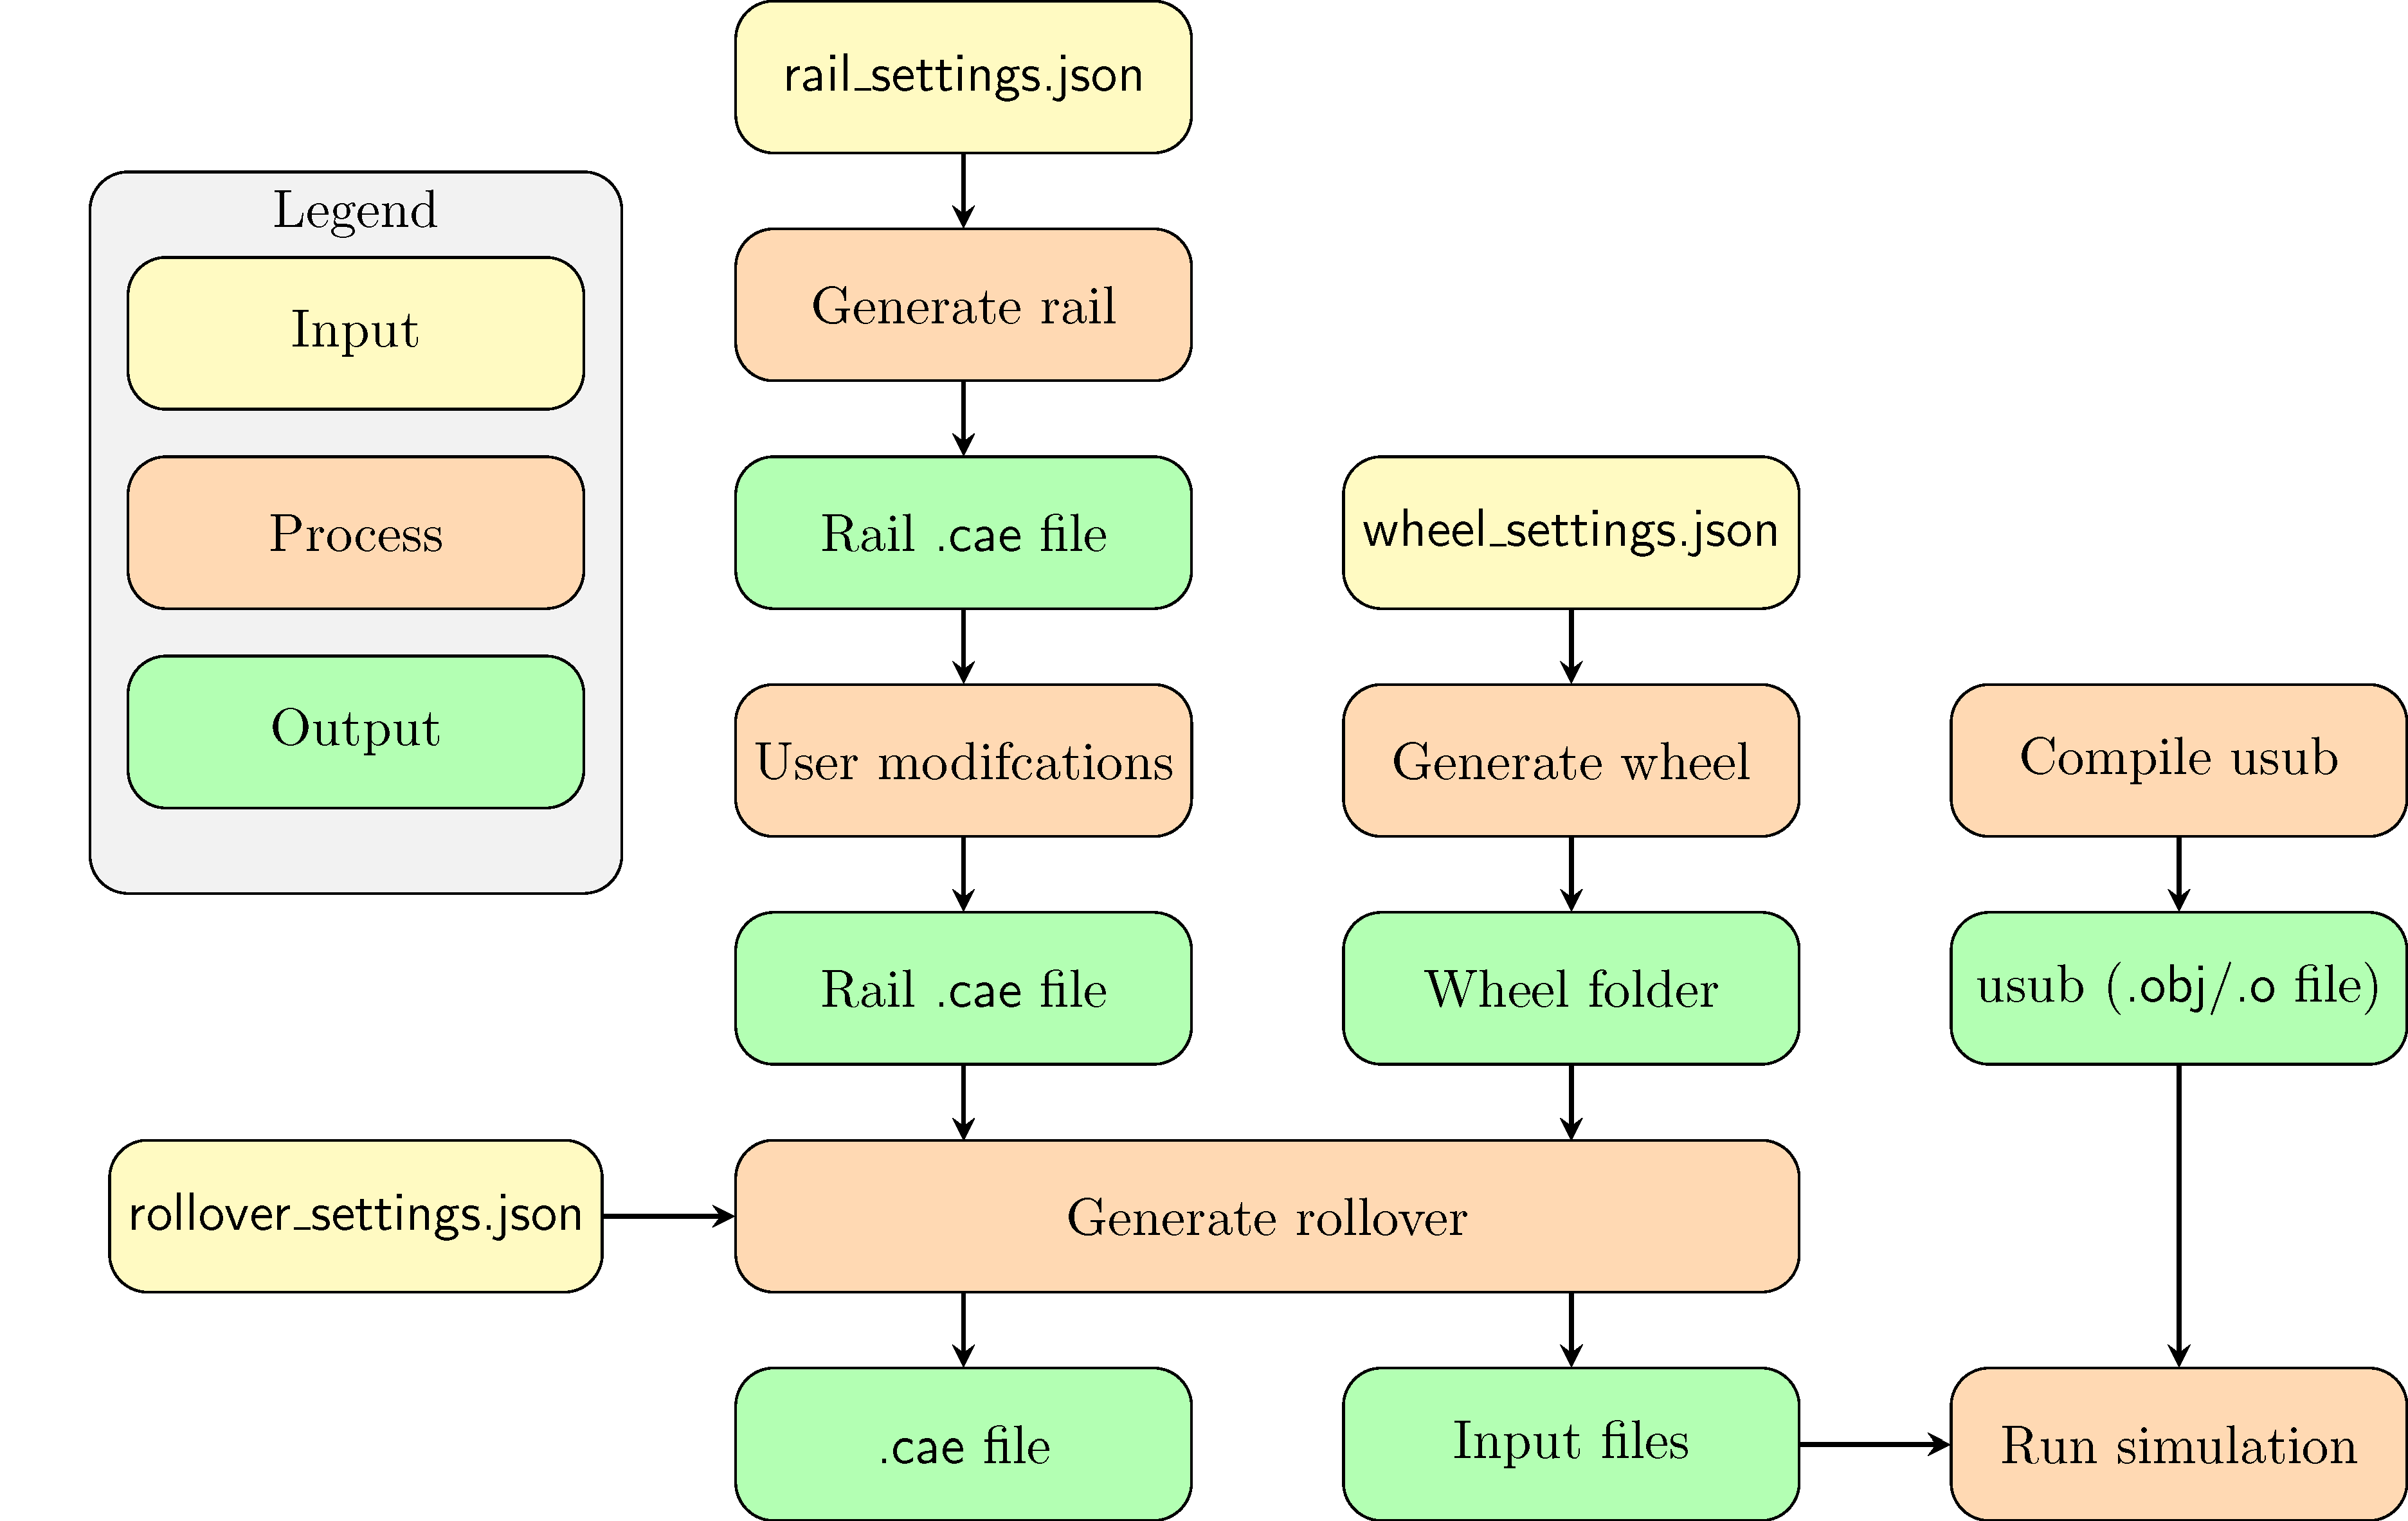 rail_settings.json
Legend
Input
Process
Output
Generate rail
Rail .cae file
wheel_settings.json
User modifcations
Generate wheel
Compile usub
Rail .cae file
Wheel folder
usub (.obj/.o file)
rollover_settings.json
Generate rollover
.cae file
Input files
Run simulation